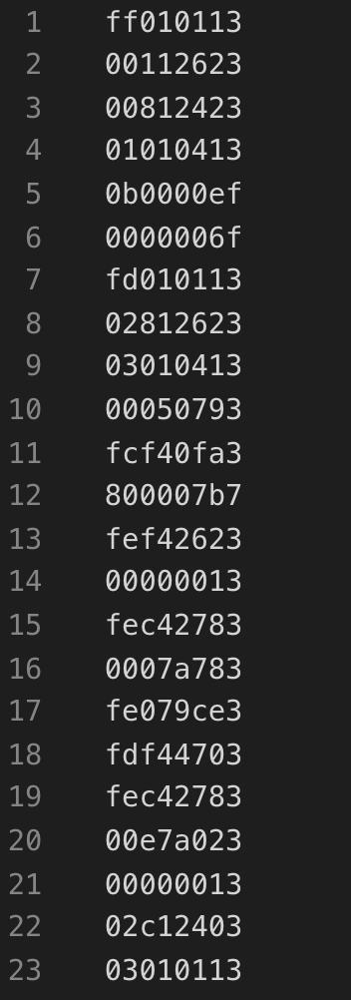 1 ff010113
2 00112623
3 00812423
4 01010413
5 0b0000ef
6 0000006f
7 fd010113
8 02812623
9 03010413
10 00050793
11 fcf40fa3
12 800007b7
13 fef42623
14 00000013
15 fec42783
16 0007a783
17 fe079ce3
18 fdf44703
19 fec42783
20 00e7a023
21 00000013
22 02c12403
23 03010113